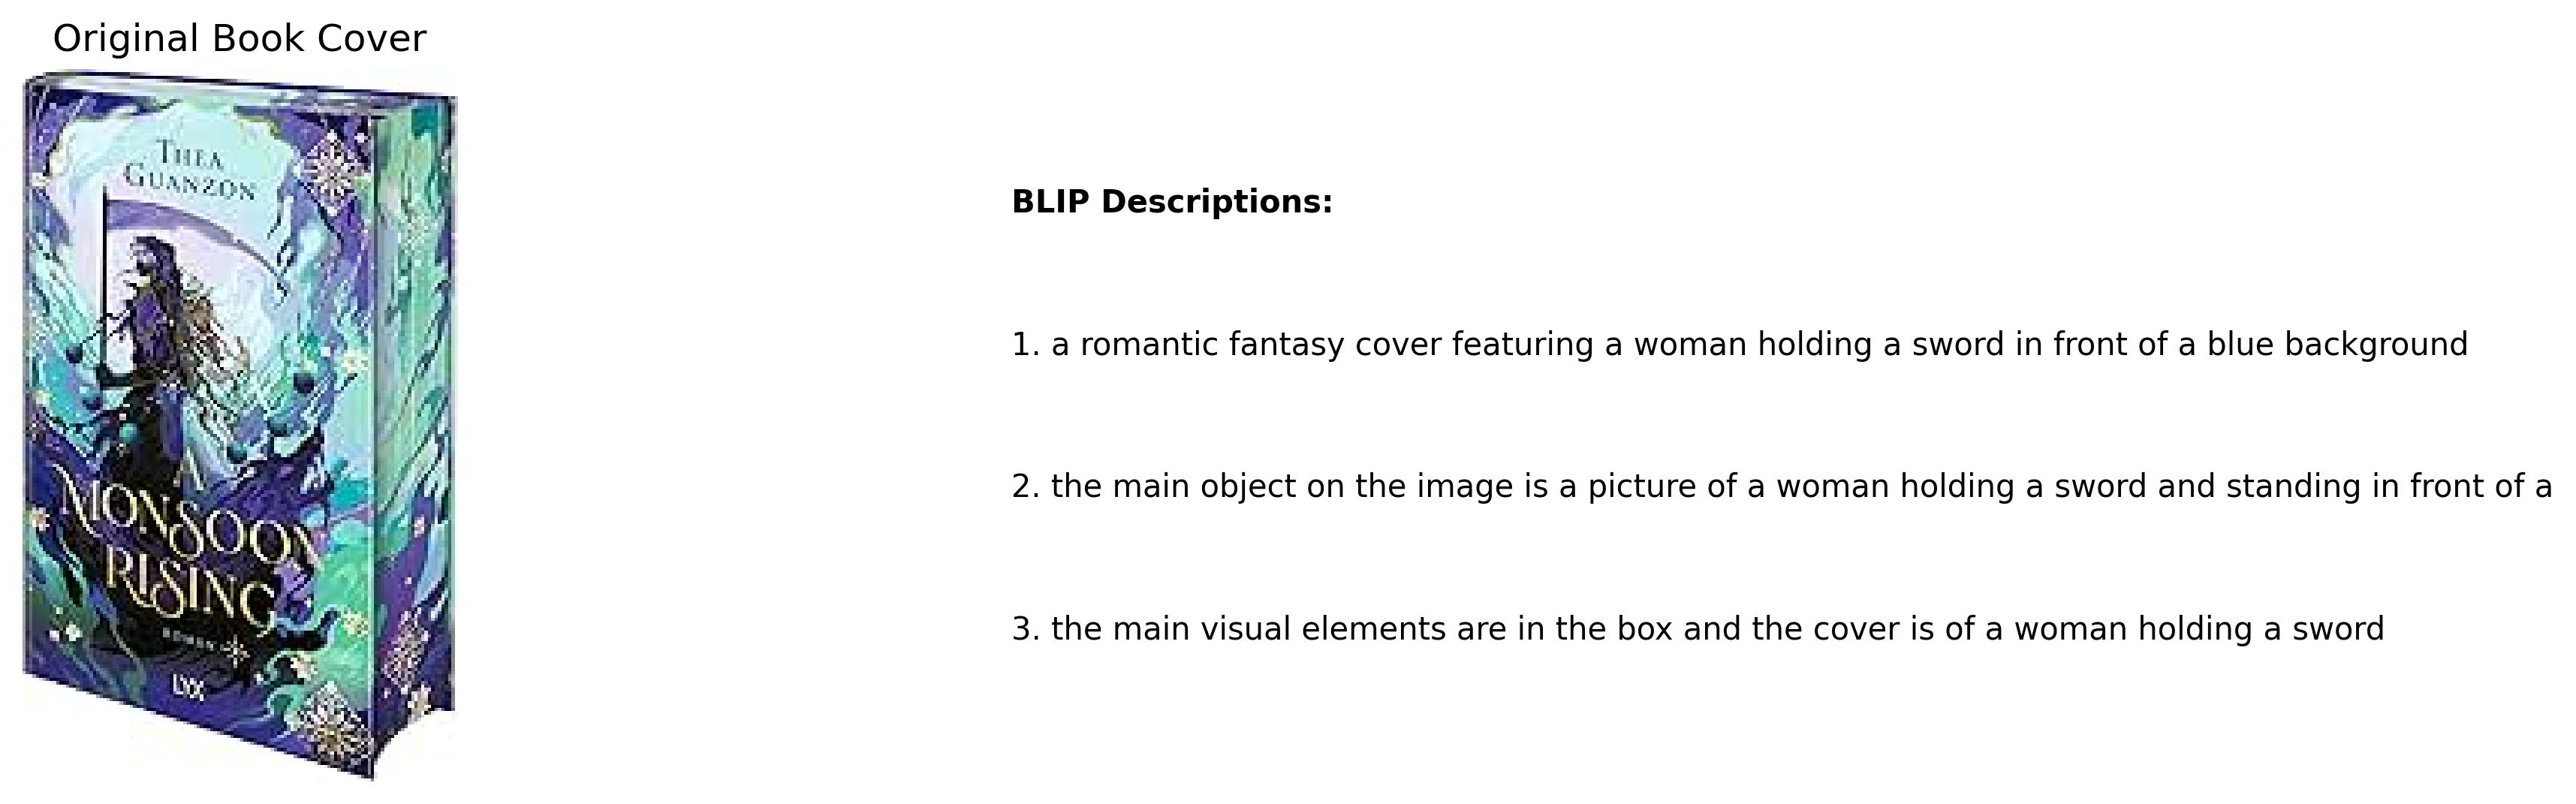 Original Book Cover
THEA
GUANZON
A
MONSOON
RISING
ROMAN
LYX
BLIP Descriptions:
1. a romantic fantasy cover featuring a woman holding a sword in front of a blue background
2. the main object on the image is a picture of a woman holding a sword and standing in front of a
3. the main visual elements are in the box and the cover is of a woman holding a sword